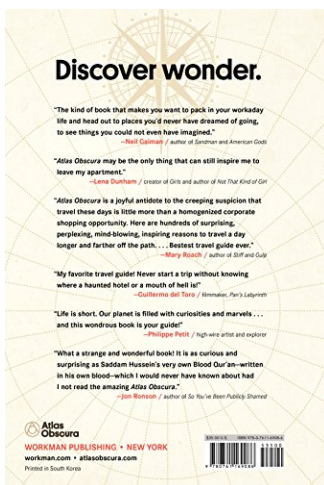 Discover wonder.
“The kind of book that makes you want to pack in your workaday
life and head out to places you'd never have dreamed of going,
to see things you could not even have imagined.”
—Neil Gaiman / author of Sandman and American Gods
“Atlas Obscura may be the only thing that can still inspire me to
leave my apartment.”
—Lena Dunham / creator of Girls and author of Not That Kind of Girl
“Atlas Obscura is a joyful antidote to the creeping suspicion that
travel these days is little more than a homogenized corporate
shopping opportunity. Here are hundreds of surprising,
perplexing, mind-blowing, inspiring reasons to travel a day
longer and farther off the path. . . . Bestest travel guide ever.”
—Mary Roach / author of Stiff and Gulp
“My favorite travel guide! Never start a trip without knowing
where a haunted hotel or a mouth of hell is!”
—Guillermo del Toro / filmmaker, Pan's Labyrinth
“Life is short. Our planet is filled with curiosities and marvels . . .
and this wondrous book is your guide!”
—Philippe Petit / high-wire artist and explorer
“What a strange and wonderful book! It is as curious and
surprising as Saddam Hussein's very own Blood Qur'an—written
in his own blood—which I would never have known about had
I not read the amazing Atlas Obscura.”
—Jon Ronson / author of So You've Been Publicly Shamed
Atlas
Obscura
WORKMAN PUBLISHING • NEW YORK
workman.com • atlasobscura.com
Printed in South Korea